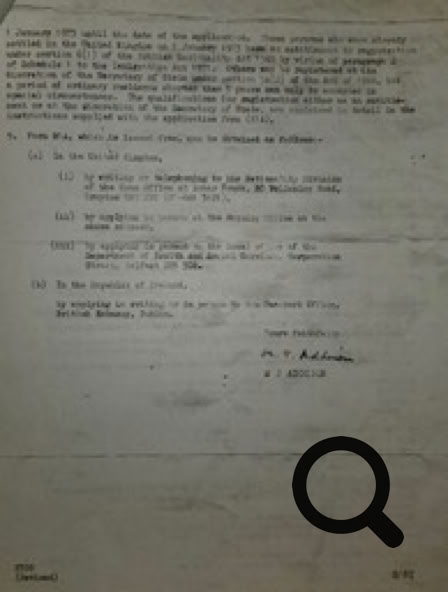 1 January 1973 until the date of the application. Those persons who were already
settled in the United Kingdom on 1 January 1973 have an entitlement to registration
under section of the British Nationality Act by virtue of paragraph
of Schedule 1 to the Immigration Act 1971. Others may be registered at the
discretion of the Secretary of State under section of the Act of
a period of ordinary residence shorter than 5 years can only be accepted in
special circumstances. The qualifications for registration either as an entitle-
ment or at the discretion of the Secretary of State, are explained in detail in the
instructions supplied with the application form
Form which is issued free, can be obtained as follows:-
(a) In the United Kingdom,
(i) by writing or telephoning to the Nationality Division
of the Home Office at Lunar House, 40 Wellesley Road,
Croydon
(ii) by applying in person at the Enquiry Office at the
above address,
(iii) by applying in person to the local office of the
Department of Health and Social Services, Corporation
Street, Belfast
(b) In the Republic of Ireland,
by applying in writing or in person to the Passport Office,
British Embassy, Dublin.
Yours faithfully
M J Addison
M J ADDISON
(Revised)